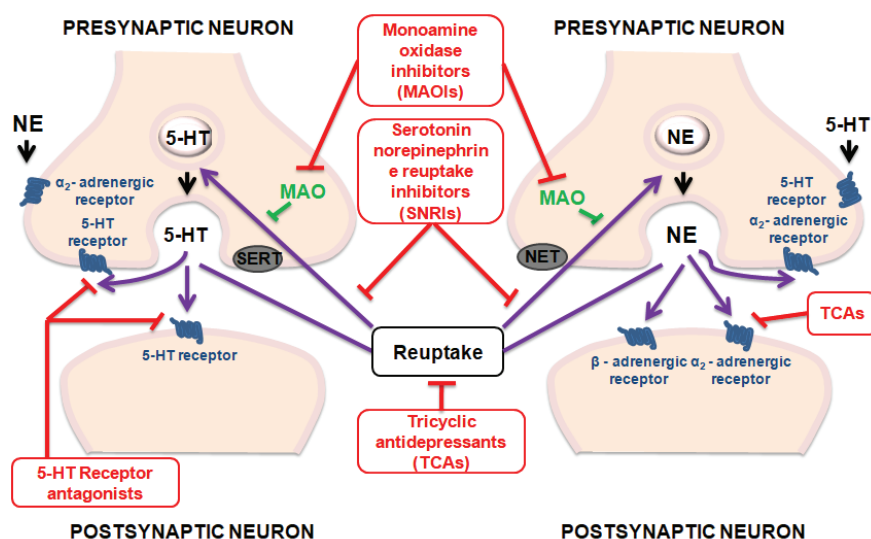 PRESYNAPTIC NEURON
Monoamine
oxidase
inhibitors
(MAOIs)
PRESYNAPTIC NEURON
NE
5-HT
α2- adrenergic
receptor
5-HT
receptor
5-HT
MAO
SERT
Serotonin
norepinephrin
e reuptake
inhibitors
(SNRIs)
NE
MAO
NET
NE
5-HT
5-HT
receptor
α2- adrenergic
receptor
TCAs
5-HT receptor
Reuptake
β - adrenergic
receptor
α2 - adrenergic
receptor
Tricyclic
antidepressants
(TCAs)
5-HT Receptor
antagonists
POSTSYNAPTIC NEURON
POSTSYNAPTIC NEURON